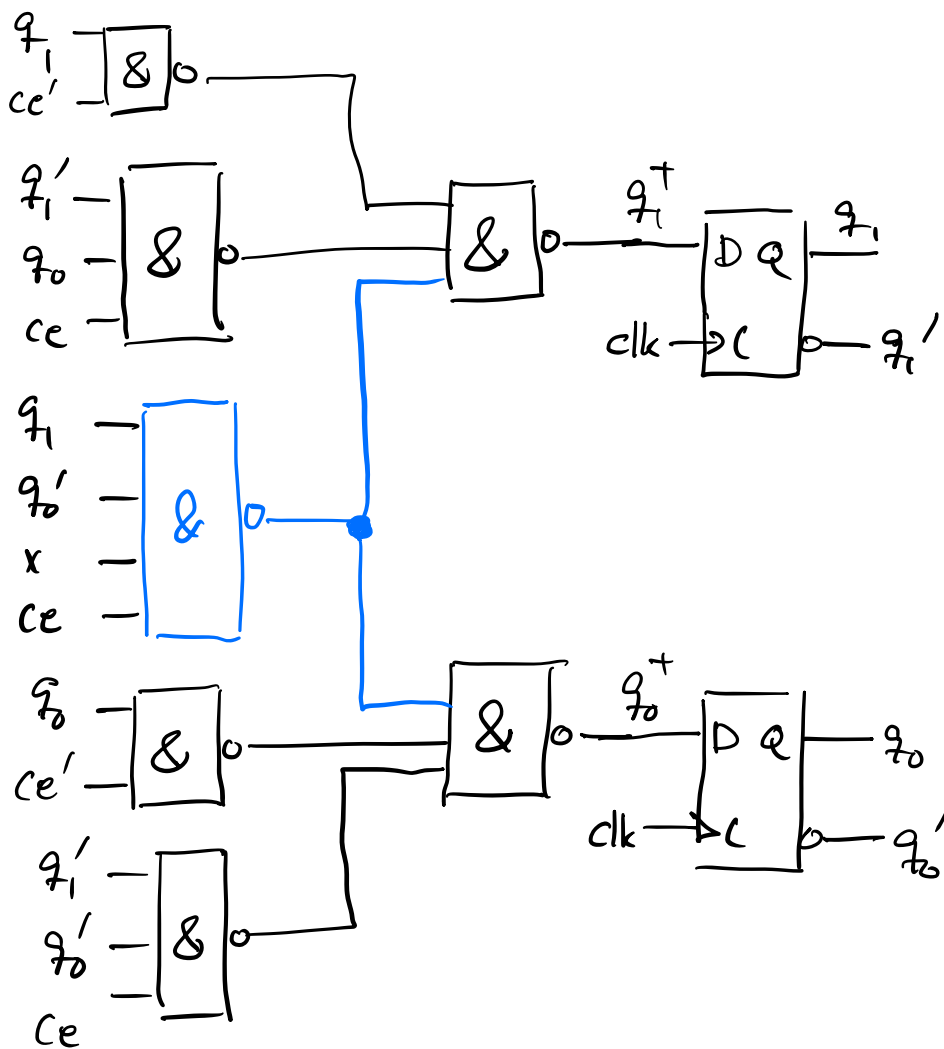 q₁
ce'
&
q₁'
q₀
ce
&
&
q₁⁺
D Q
q₁
clk
C
q₁'
q₁
q₀'
x
ce
&
q₀
ce'
&
&
q₀⁺
D Q
q₀
clk
C
q₀'
q₁'
q₀'
ce
&